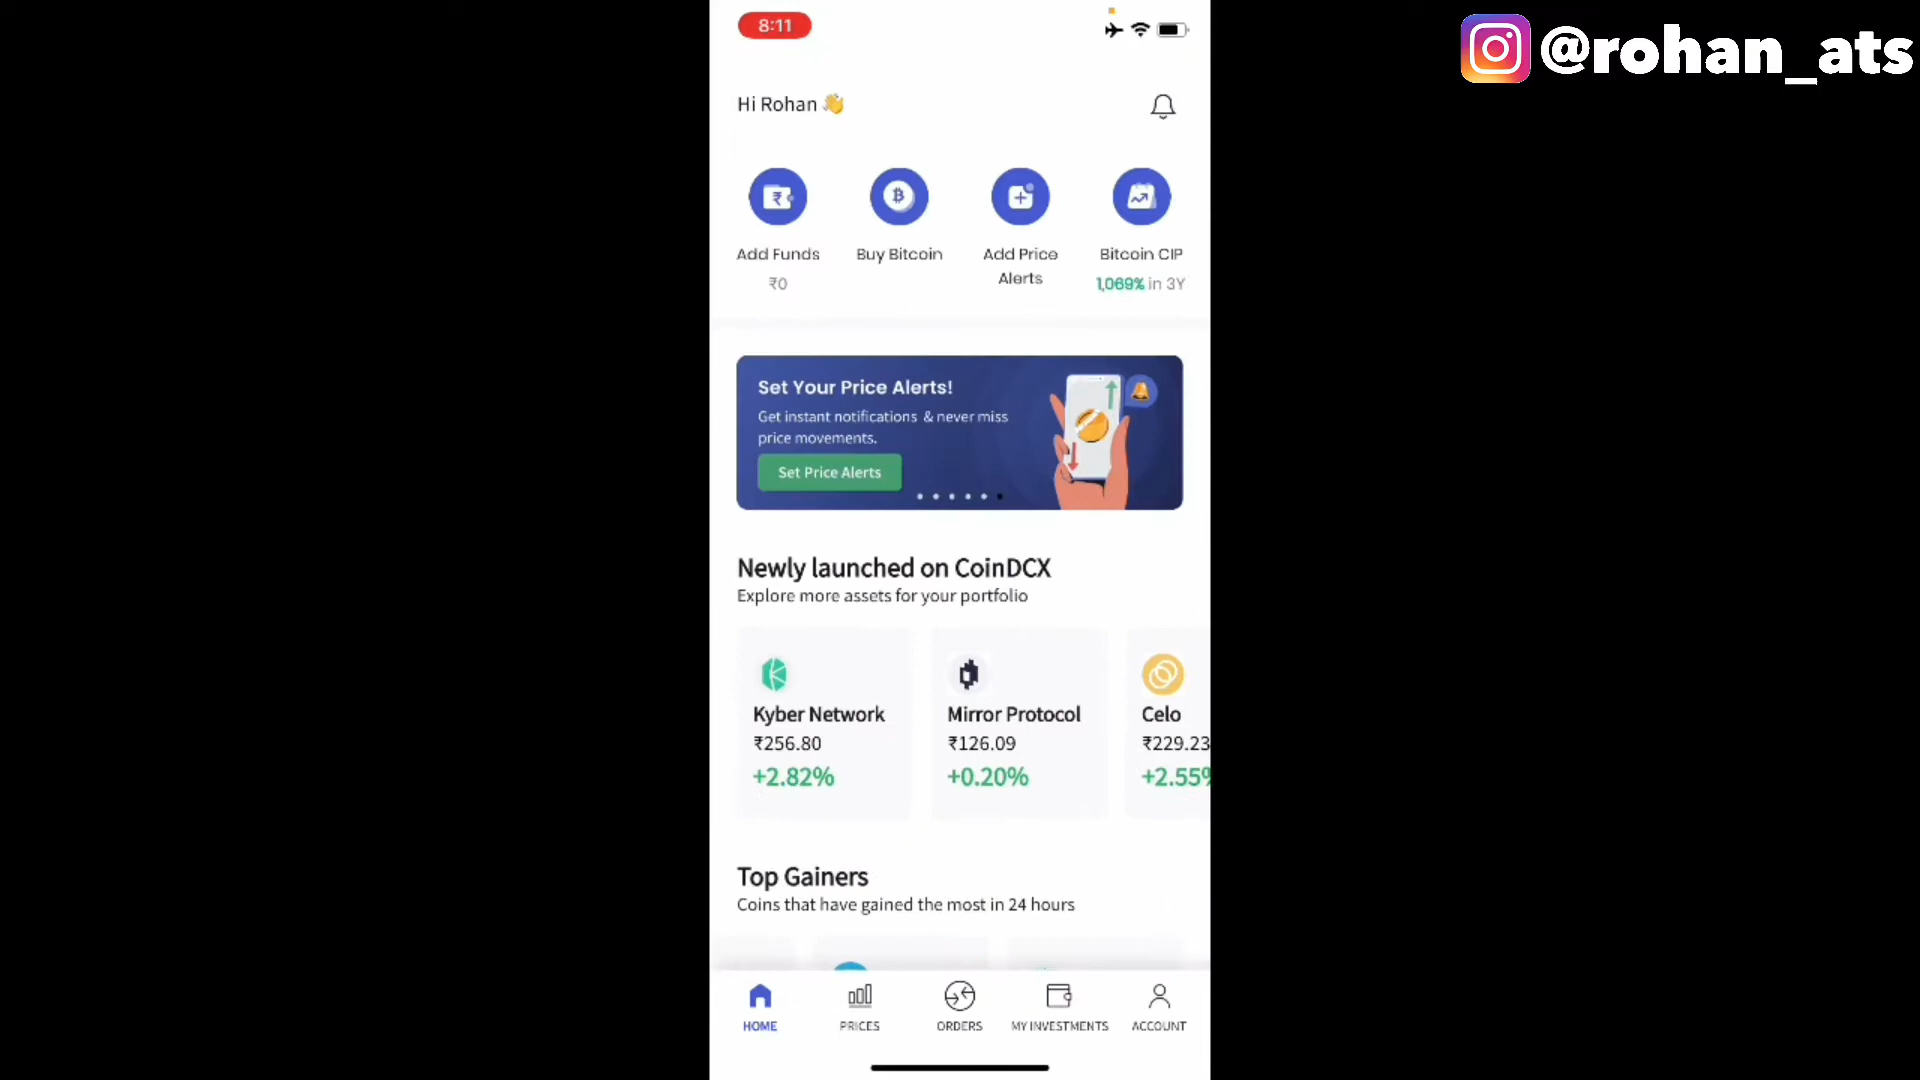 8:11
@rohan_ats
Hi Rohan 👋
Add Funds
₹0
Buy Bitcoin
Add Price
Alerts
Bitcoin CIP
1,069% in 3Y
Set Your Price Alerts!
Get instant notifications & never miss
price movements.
Set Price Alerts
Newly launched on CoinDCX
Explore more assets for your portfolio
Kyber Network
₹256.80
+2.82%
Mirror Protocol
₹126.09
+0.20%
Celo
₹229.23
+2.55%
Top Gainers
Coins that have gained the most in 24 hours
HOME
PRICES
ORDERS
MY INVESTMENTS
ACCOUNT